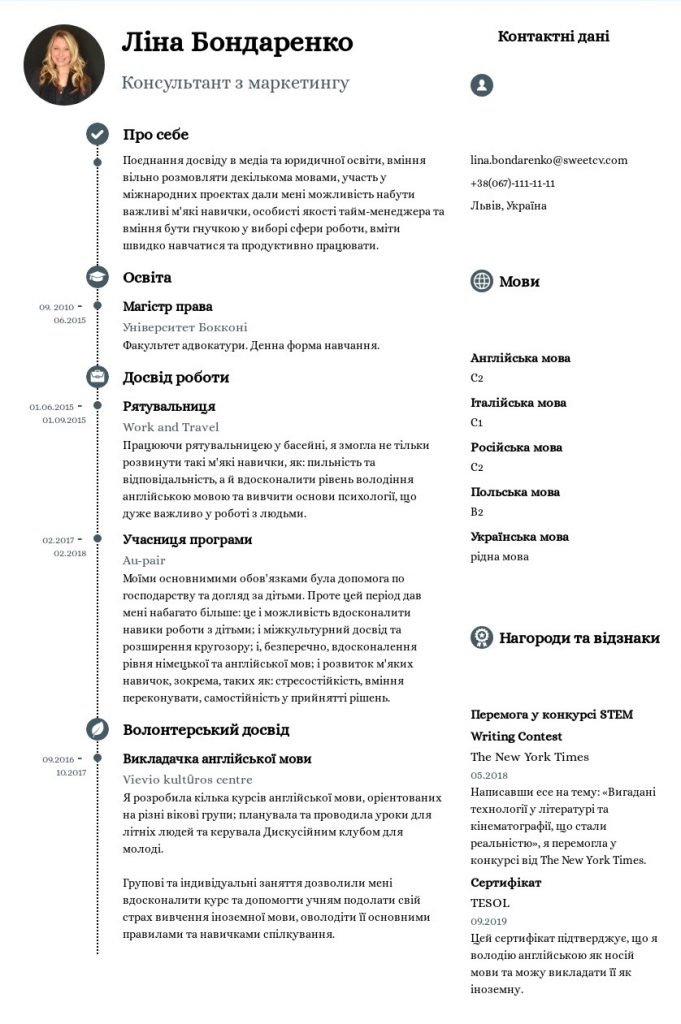 Ліна Бондаренко
Консультант з маркетингу
Про себе
Поєднання досвіду в медіа та юридичної освіти, вміння
вільно розмовляти декількома мовами, участь у
міжнародних проєктах дали мені можливість набути
важливі м'які навички, особисті якості тайм-менеджера та
вміння бути гнучкою у виборі сфери роботи, вміти
швидко навчатися та продуктивно працювати.
Освіта
09. 2010 -
06.2015
Магістр права
Університет Бокконі
Факультет адвокатури. Денна форма навчання.
Досвід роботи
01.06.2015 -
01.09.2015
Рятувальниця
Work and Travel
Працюючи рятувальницею у басейні, я змогла не тільки
розвинути такі м'які навички, як: пильність та
відповідальність, а й вдосконалити рівень володіння
англійською мовою та вивчити основи психології, що
дуже важливо у роботі з людьми.
02.2017 -
02.2018
Учасниця програми
Au-pair
Моїми основнимими обов'язками була допомога по
господарству та догляд за дітьми. Проте цей період дав
мені набагато більше: це і можливість вдосконалити
навики роботи з дітьми; і міжкультурний досвід та
розширення кругозору; і, безперечно, вдосконалення
рівня німецької та англійської мов; і розвиток м'яких
навичок, зокрема, таких як: стресостійкість, вміння
переконувати, самостійність у прийнятті рішень.
Волонтерський досвід
09.2016 -
10.2017
Викладачка англійської мови
Vievio kultūros centre
Я розробила кілька курсів англійської мови, орієнтованих
на різні вікові групи; планувала та проводила уроки для
літніх людей та керувала Дискусійним клубом для
молоді.
Групові та індивідуальні заняття дозволили мені
вдосконалити курс та допомогти учням подолати свій
страх вивчення іноземної мови, оволодіти її основними
правилами та навичками спілкування.
Контактні дані
lina.bondarenko@sweetcv.com
+38(067)-111-11-11
Львів, Україна
Мови
Англійська мова
C2
Італійська мова
C1
Російська мова
C2
Польська мова
B2
Українська мова
рідна мова
Нагороди та відзнаки
Перемога у конкурсі STEM
Writing Contest
The New York Times
05.2018
Написавши есе на тему: «Вигадані
технології у літературі та
кінематографії, що стали
реальністю», я перемогла у
конкурсі від The New York Times.
Сертифікат
TESOL
09.2019
Цей сертифікат підтверджує, що я
володію англійською як носій
мови та можу викладати її як
іноземну.